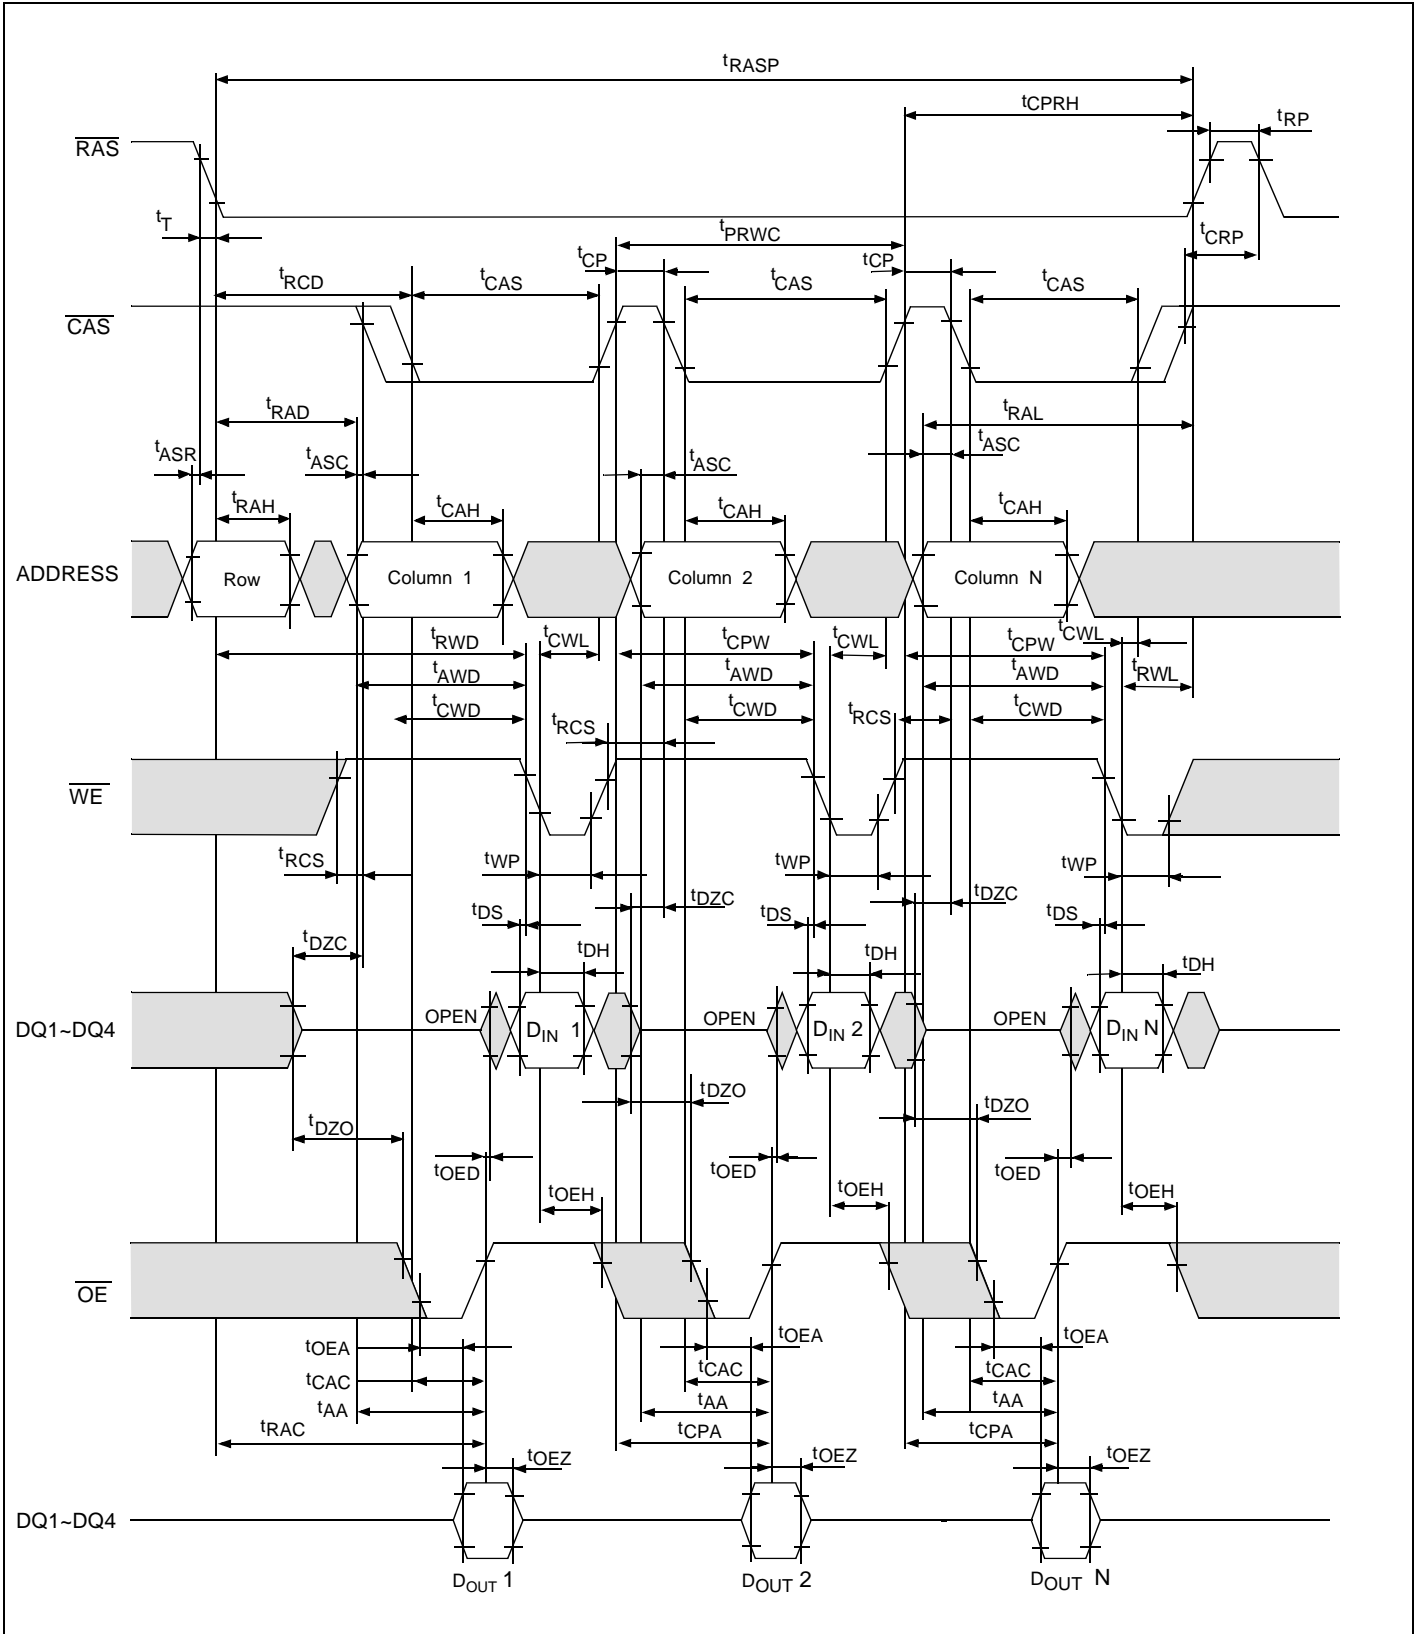 tRASP
tCPRH
tRP
RAS
tT
tPRWC
tCRP
tCP
tCP
tRCD
tCAS
tCAS
tCAS
CAS
tRAD
tRAL
tASR
tASC
tASC
tASC
tRAH
tCAH
tCAH
tCAH
ADDRESS
Row
Column 1
Column 2
Column N
tRWD
tCWL
tCPW
tCWL
tCPW
tCWL
tAWD
tAWD
tAWD
tRWL
tCWD
tRCS
tCWD
tRCS
tCWD
WE
tRCS
tWP
tWP
tWP
tDZC
tDS
tDZC
tDS
tDZC
tDS
tDH
tDH
tDH
DQ1~DQ4
OPEN
DIN 1
OPEN
DIN 2
OPEN
DIN N
tDZO
tDZO
tDZO
tOED
tOED
tOED
tOEH
tOEH
tOEH
OE
tOEA
tOEA
tOEA
tCAC
tCAC
tCAC
tAA
tAA
tAA
tRAC
tCPA
tCPA
tOEZ
tOEZ
tOEZ
DQ1~DQ4
DOUT 1
DOUT 2
DOUT N